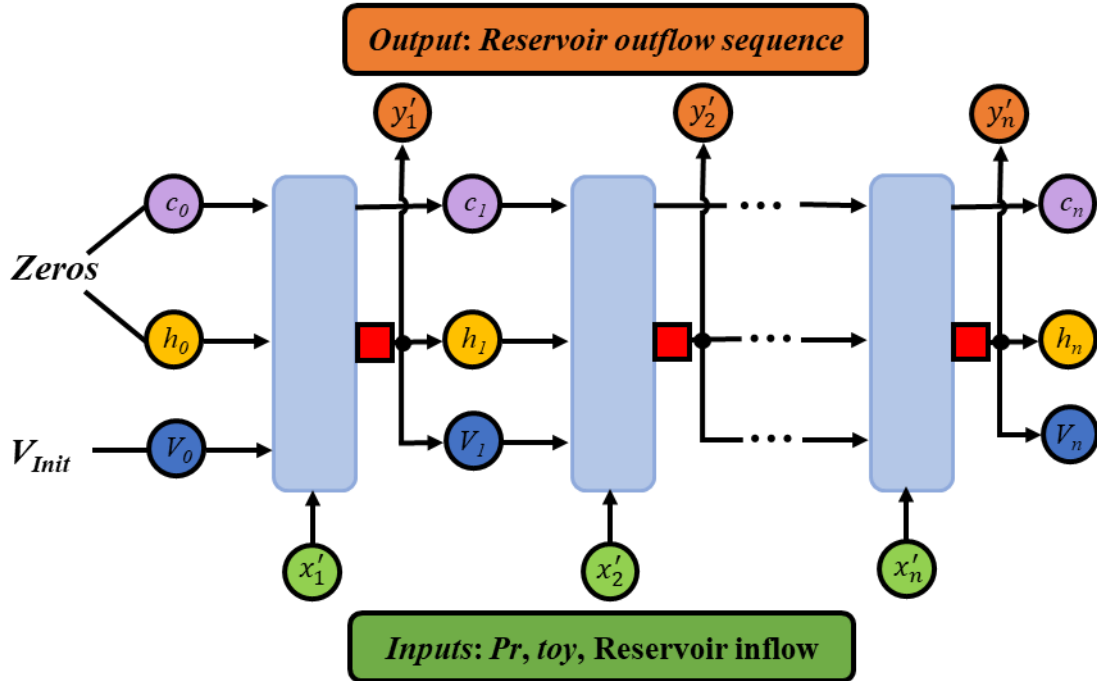 Output: Reservoir outflow sequence
y′₁ y′₂ y′ₙ
c₀ c₁ ... cₙ
Zeros
h₀ h₁ ... hₙ
V_Init V₀ V₁ ... Vₙ
x′₁ x′₂ x′ₙ
Inputs: Pr, toy, Reservoir inflow